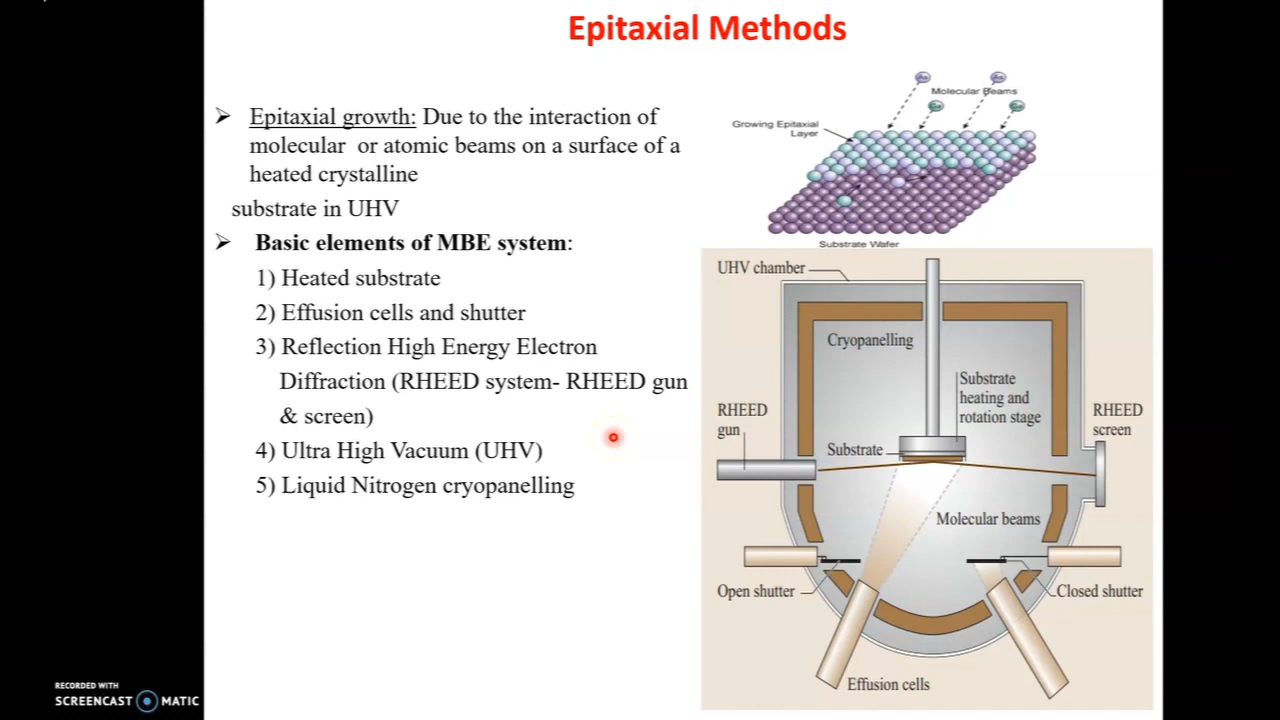 Epitaxial Methods
➢ Epitaxial growth: Due to the interaction of
molecular or atomic beams on a surface of a
heated crystalline
substrate in UHV
➢ Basic elements of MBE system:
1) Heated substrate
2) Effusion cells and shutter
3) Reflection High Energy Electron
Diffraction (RHEED system- RHEED gun
& screen)
4) Ultra High Vacuum (UHV)
5) Liquid Nitrogen cryopanelling
As
As
Molecular Beams
Ga
Ga
Growing Epitaxial
Layer
Substrate Wafer
UHV chamber
Cryopanelling
Substrate
heating and
rotation stage
RHEED
gun
RHEED
screen
Substrate
Molecular beams
Open shutter
Closed shutter
Effusion cells
RECORDED WITH
SCREENCAST MATIC